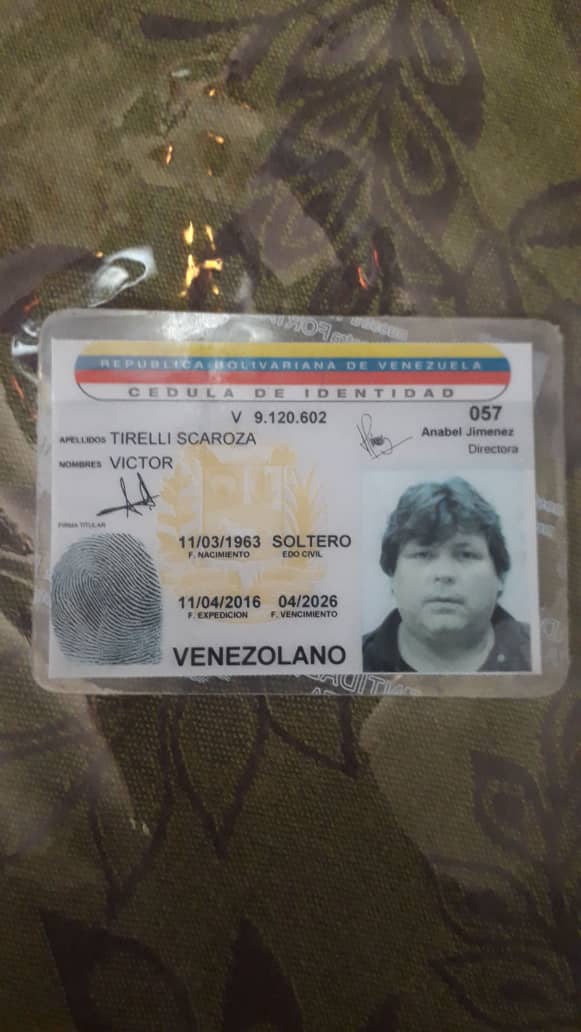 REPUBLICA BOLIVARIANA DE VENEZUELA
CEDULA DE IDENTIDAD
V 9.120.602
057
Anabel Jimenez
Directora
APELLIDOS TIRELLI SCAROZA
NOMBRES VICTOR
FIRMA TITULAR
11/03/1963 SOLTERO
F. NACIMIENTO EDO CIVIL
11/04/2016 04/2026
F. EXPEDICION F. VENCIMIENTO
VENEZOLANO